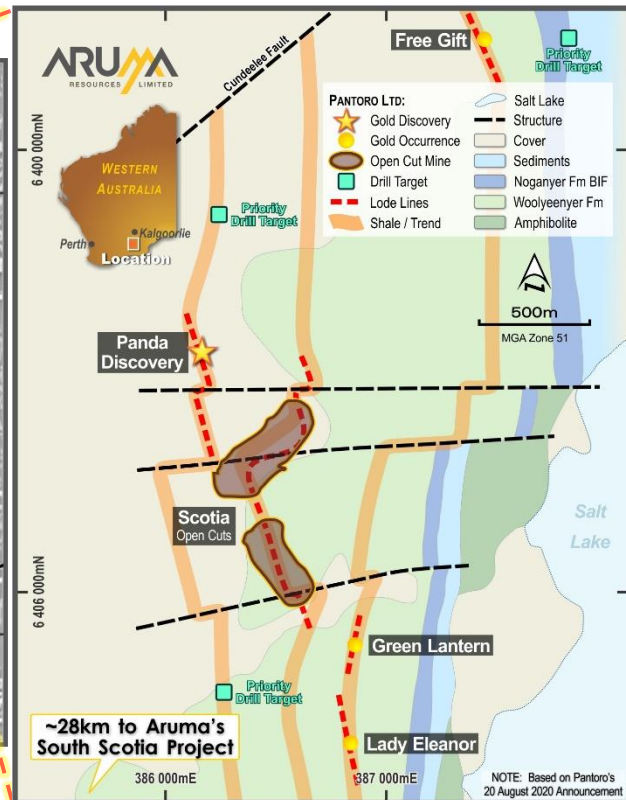 ARUMA
RESOURCES LIMITED
Cundeelee Fault
Free Gift
Priority
Drill Target
WESTERN
AUSTRALIA
Perth
Kalgoorlie
Location
PANTORO LTD:
Gold Discovery
Gold Occurrence
Open Cut Mine
Drill Target
Lode Lines
Shale / Trend
Salt Lake
Structure
Cover
Sediments
Noganyer Fm BIF
Woolyeenyer Fm
Amphibolite
6 400 000mN
Priority
Drill Target
N
500m
MGA Zone 51
Panda
Discovery
Scotia
Open Cuts
Salt
Lake
6 406 000mN
Green Lantern
Priority
Drill Target
Lady Eleanor
~28km to Aruma's
South Scotia Project
386 000mE
387 000mE
NOTE: Based on Pantoro's
20 August 2020 Announcement